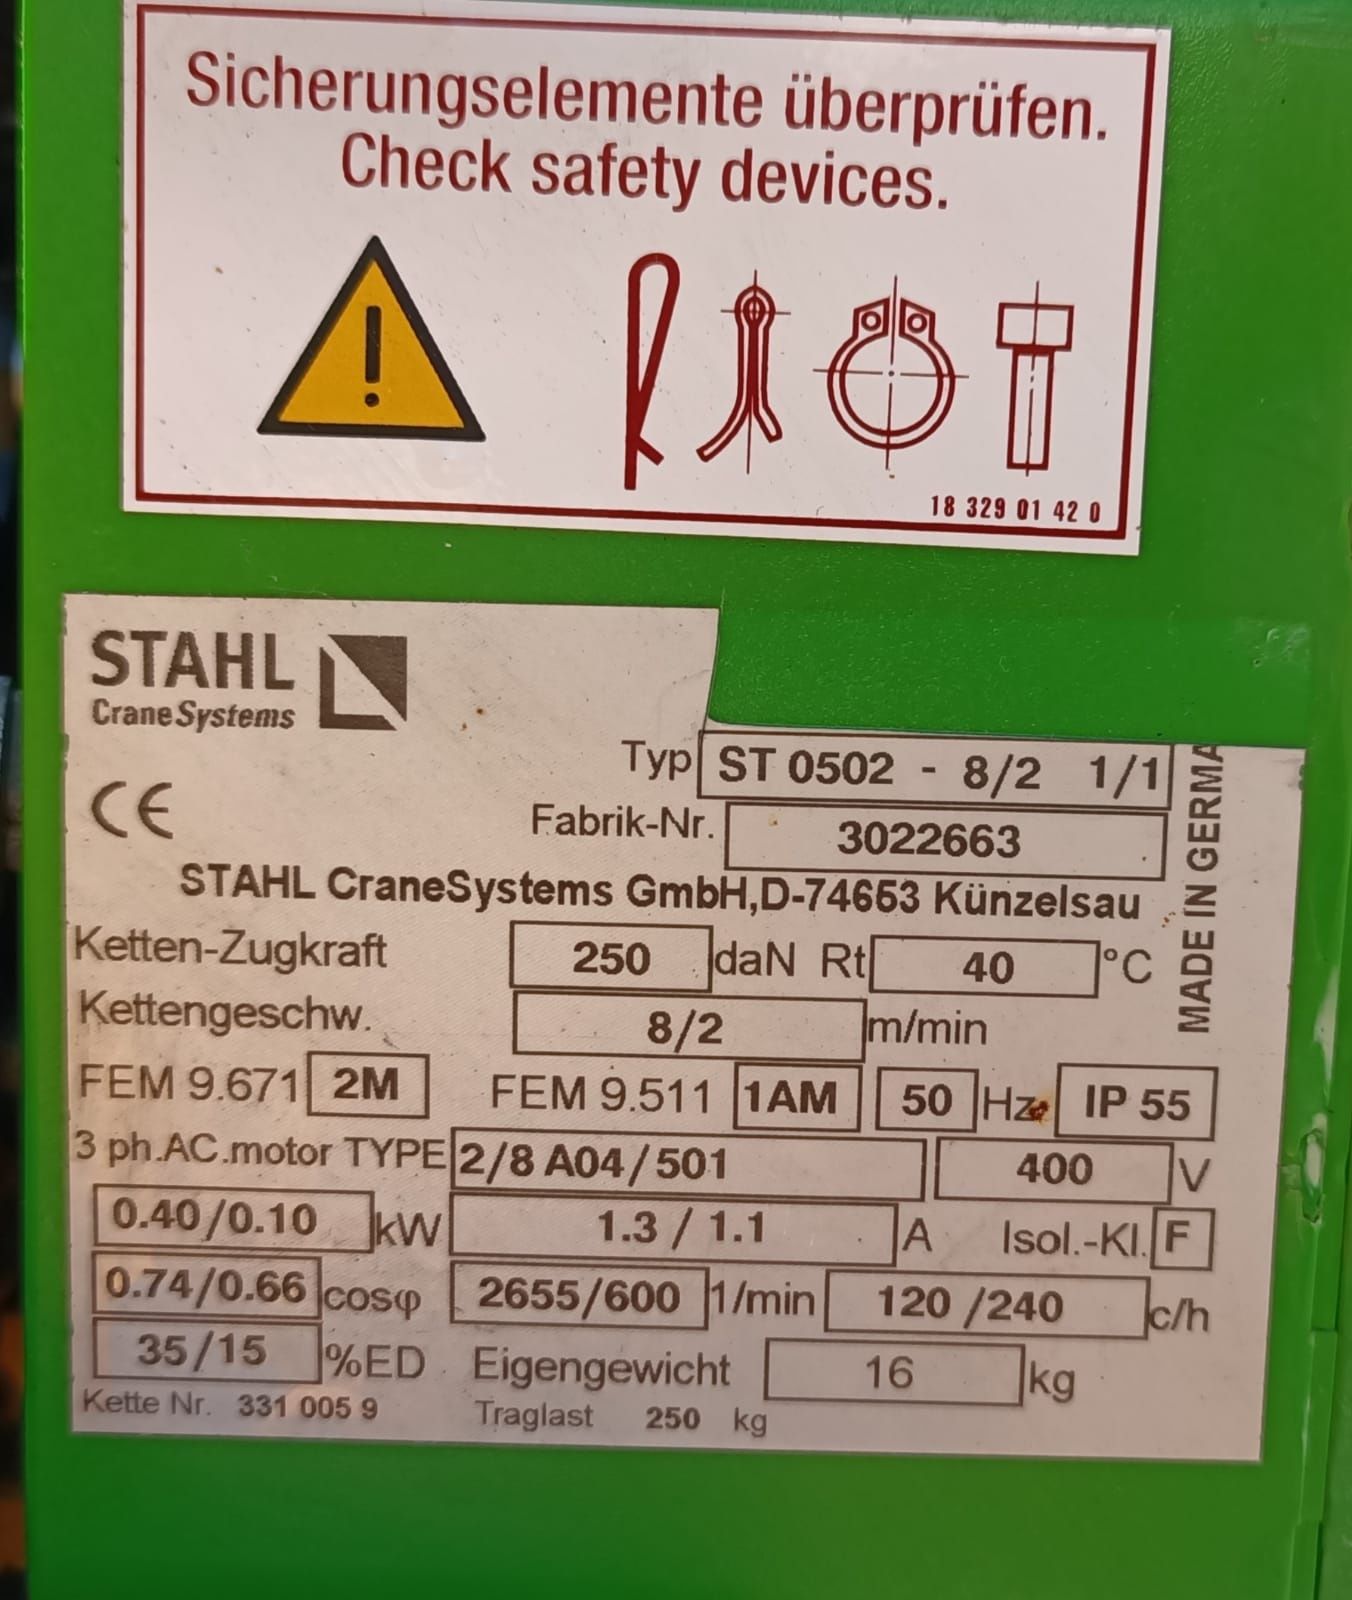 Sicherungselemente überprüfen.
Check safety devices.
18 329 01 42 0
STAHL
CraneSystems
Typ ST 0502 - 8/2 1/1
CE
Fabrik-Nr. 3022663
STAHL CraneSystems GmbH,D-74653 Künzelsau
MADE IN GERMA
Ketten-Zugkraft 250 daN Rt 40 °C
Kettengeschw. 8/2 m/min
FEM 9.671 2M FEM 9.511 1AM 50 Hz IP 55
3 ph.AC.motor TYPE 2/8 A04/501 400 V
0.40/0.10 kW 1.3 / 1.1 A Isol.-Kl. F
0.74/0.66 cosφ 2655/600 1/min 120 /240 c/h
35/15 %ED Eigengewicht 16 kg
Kette Nr. 331 005 9 Traglast 250 kg